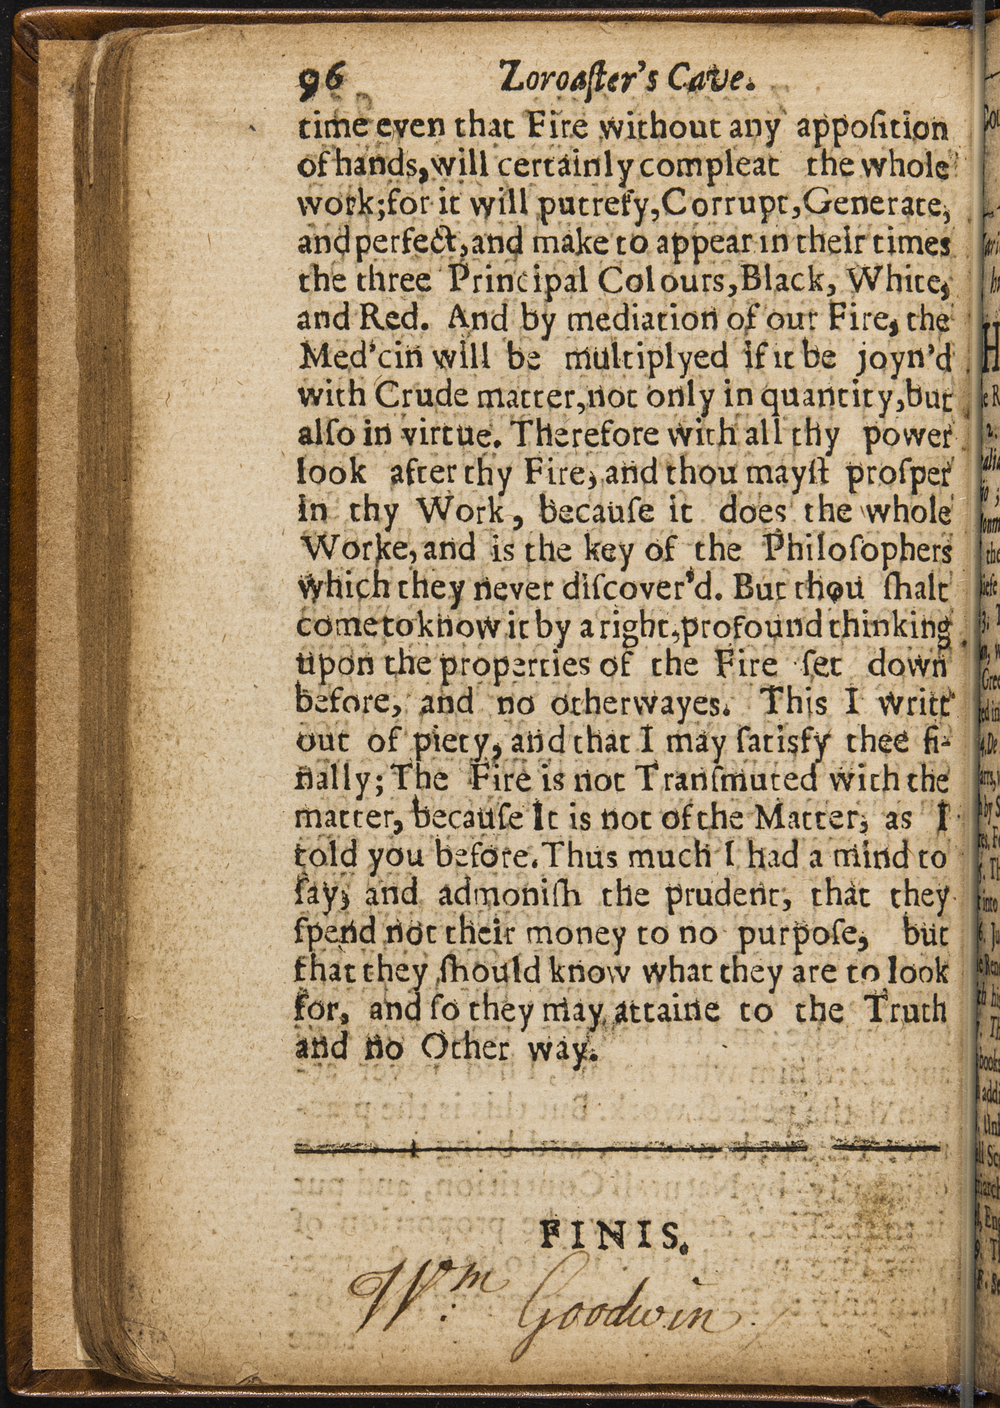 96 Zoroaſter's Cave.
time even that Fire without any appoſition
of hands, will certainly compleat the whole
work; for it will putrefy, Corrupt, Generate,
and perfect, and make to appear in their times
the three Principal Colours, Black, White,
and Red. And by mediation of our Fire, the
Med'cin will be multiplyed if it be joyn'd
with Crude matter, not only in quantity, but
alſo in virtue. Therefore with all thy power
look after thy Fire, and thou mayſt proſper
in thy Work, becauſe it does the whole
Worke, and is the key of the Philoſophers
which they never diſcover'd. But thou ſhalt
come to know it by a right, profound thinking
upon the properties of the Fire ſet down
before, and no otherwayes. This I writt
out of piety, and that I may ſatisfy thee fi-
nally; The Fire is not Tranſmuted with the
matter, becauſe It is not of the Matter, as I
told you before. Thus much I had a mind to
ſay, and admoniſh the prudent, that they
ſpend not their money to no purpoſe, but
that they ſhould know what they are to look
for, and ſo they may attaine to the Truth
and no Other way.
FINIS.
Wm Goodwin